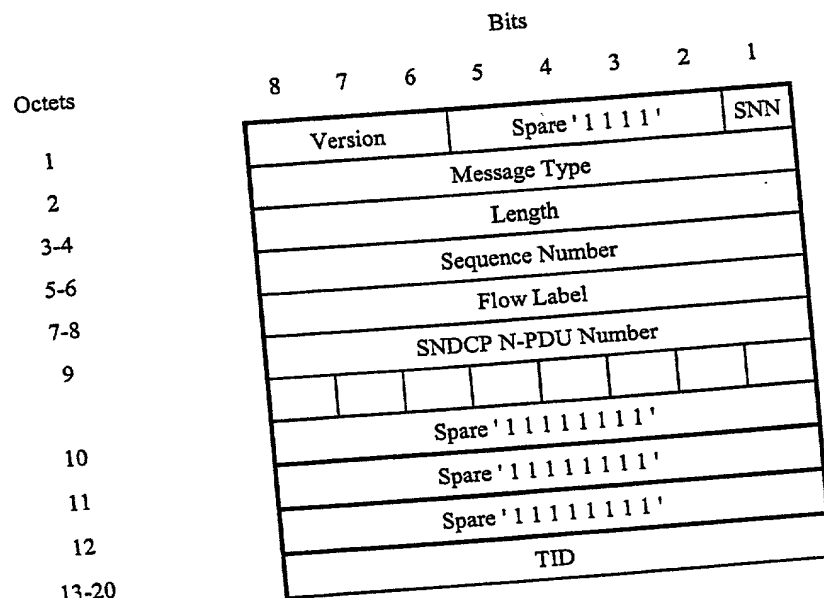 Bits
8 7 6 5 4 3 2 1
Octets
1 Version Spare ' 1 1 1 1 ' SNN
2 Message Type
3-4 Length
5-6 Sequence Number
7-8 Flow Label
9 SNDCP N-PDU Number
10 Spare ' 1 1 1 1 1 1 1 1 '
11 Spare ' 1 1 1 1 1 1 1 1 '
12 Spare ' 1 1 1 1 1 1 1 1 '
13-20 TID